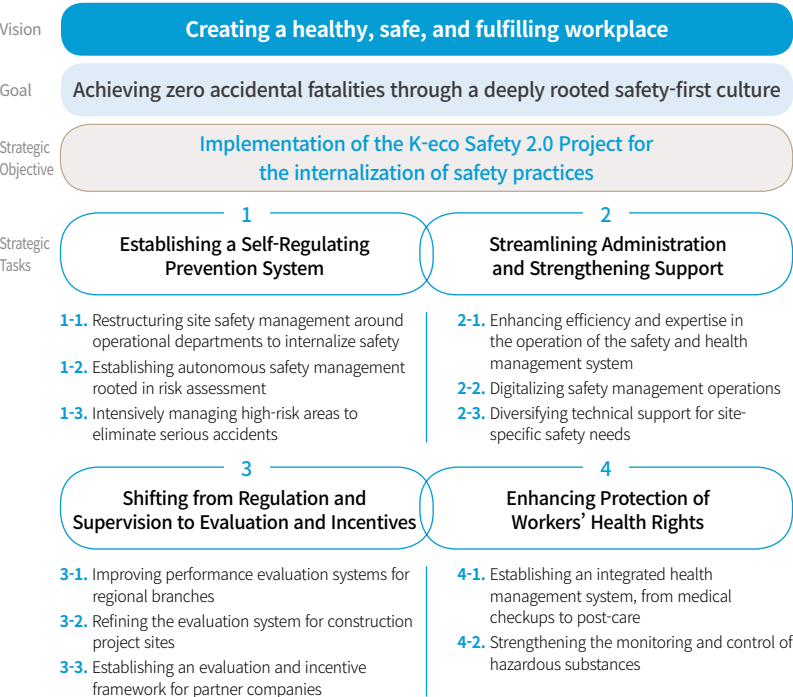 Vision
Creating a healthy, safe, and fulfilling workplace
Goal
Achieving zero accidental fatalities through a deeply rooted safety-first culture
Strategic
Objective
Implementation of the K-eco Safety 2.0 Project for
the internalization of safety practices
Strategic
Tasks
1
Establishing a Self-Regulating
Prevention System
1-1. Restructuring site safety management around
operational departments to internalize safety
1-2. Establishing autonomous safety management
rooted in risk assessment
1-3. Intensively managing high-risk areas to
eliminate serious accidents
2
Streamlining Administration
and Strengthening Support
2-1. Enhancing efficiency and expertise in
the operation of the safety and health
management system
2-2. Digitalizing safety management operations
2-3. Diversifying technical support for site-
specific safety needs
3
Shifting from Regulation and
Supervision to Evaluation and Incentives
3-1. Improving performance evaluation systems for
regional branches
3-2. Refining the evaluation system for construction
project sites
3-3. Establishing an evaluation and incentive
framework for partner companies
4
Enhancing Protection of
Workers’ Health Rights
4-1. Establishing an integrated health
management system, from medical
checkups to post-care
4-2. Strengthening the monitoring and control of
hazardous substances